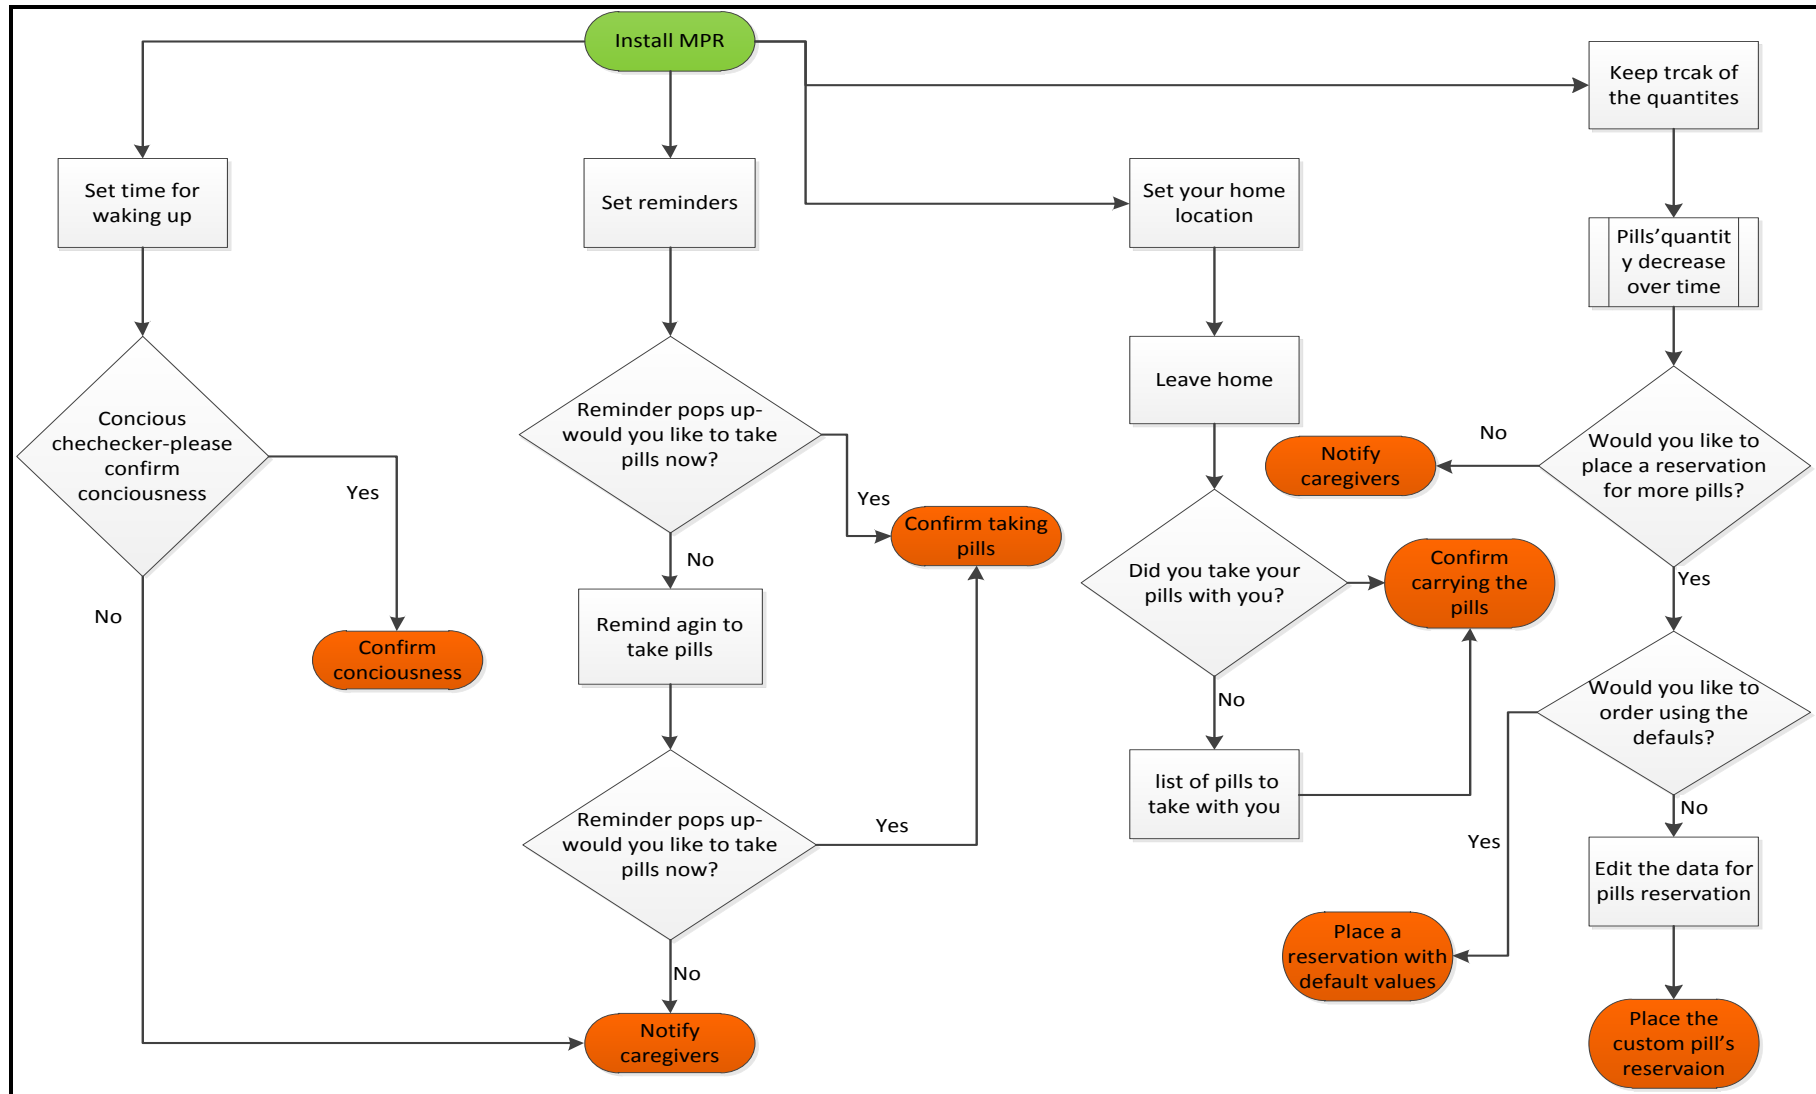 Install MPR
Keep trcak of
the quantites
Set time for
waking up
Set reminders
Set your home
location
Pills’quantit
y decrease
over time
Leave home
Concious
chechecker-please
confirm
conciousness
Yes
No
Confirm
conciousness
Reminder pops up-
would you like to take
pills now?
Yes
No
Confirm taking
pills
Remind agin to
take pills
Reminder pops up-
would you like to take
pills now?
Yes
No
Notify
caregivers
Did you take your
pills with you?
No
Confirm
carrying the
pills
list of pills to
take with you
Would you like to
place a reservation
for more pills?
No
Notify
caregivers
Yes
Would you like to
order using the
defauls?
Yes
No
Place a
reservation with
default values
Edit the data for
pills reservation
Place the
custom pill’s
reservaion